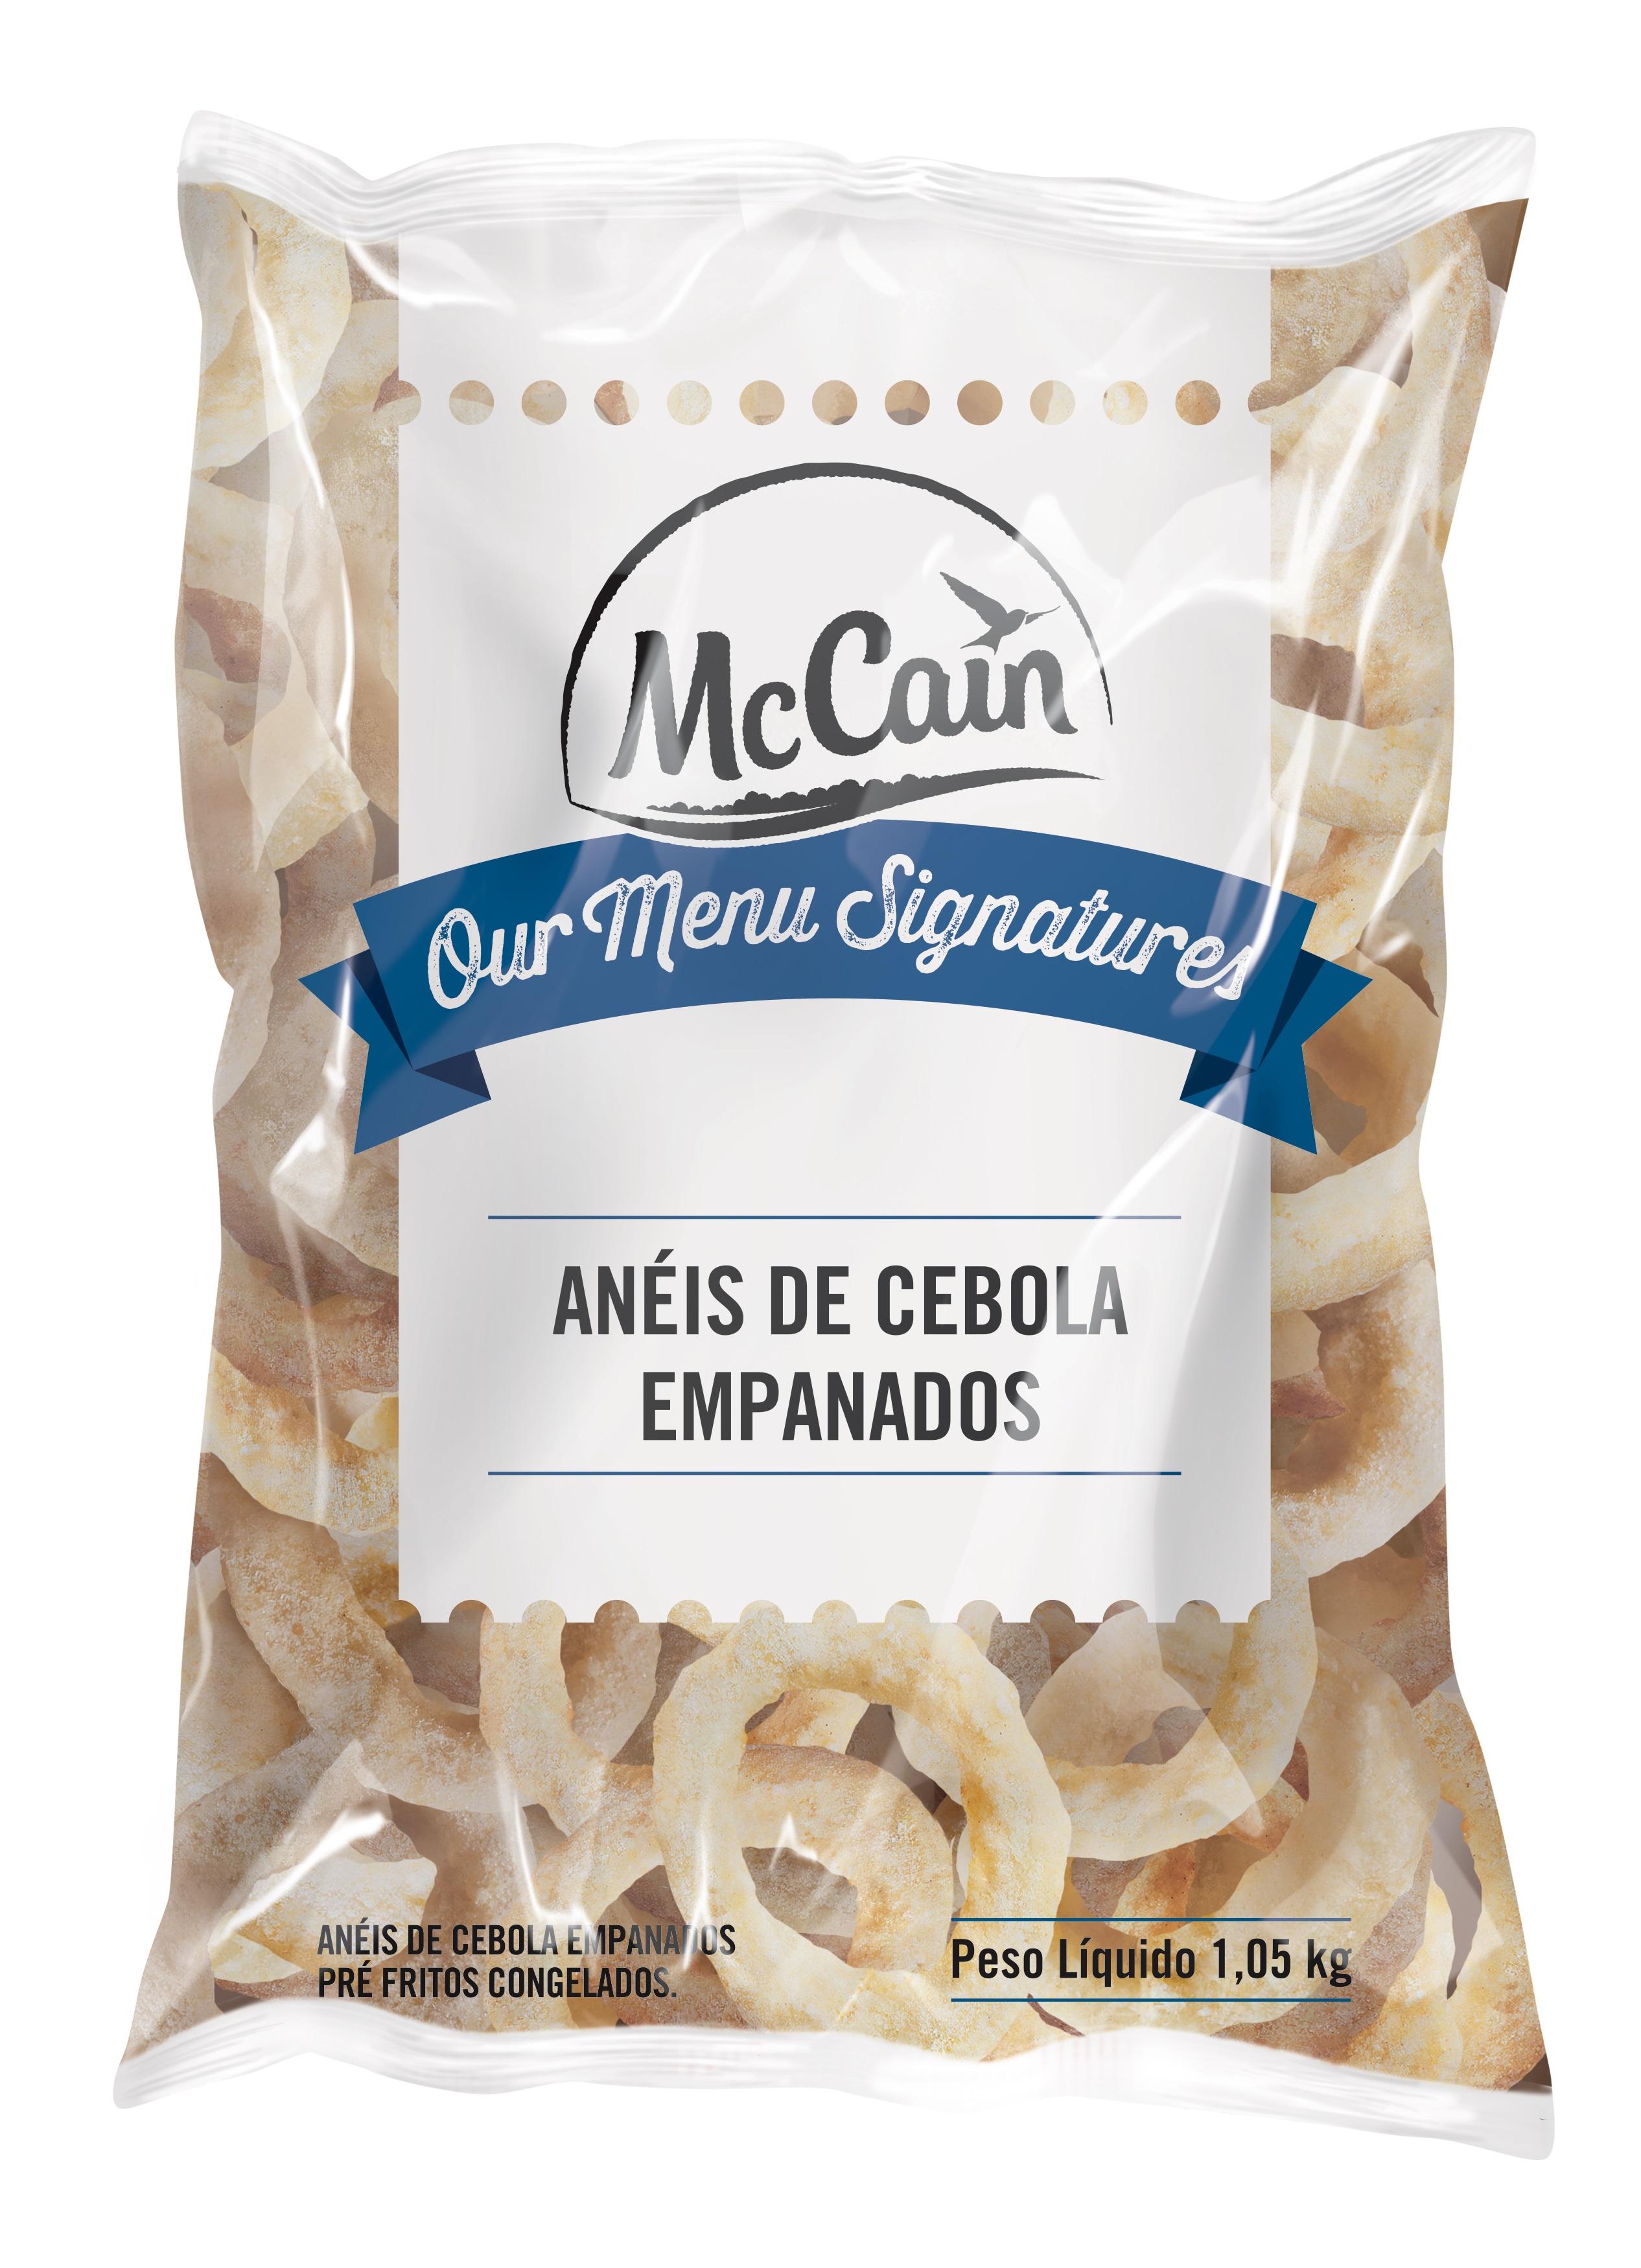 McCain
Our Menu Signatures
ANÉIS DE CEBOLA
EMPANADOS
ANÉIS DE CEBOLA EMPANADOS
PRÉ FRITOS CONGELADOS.
Peso Líquido 1,05 kg